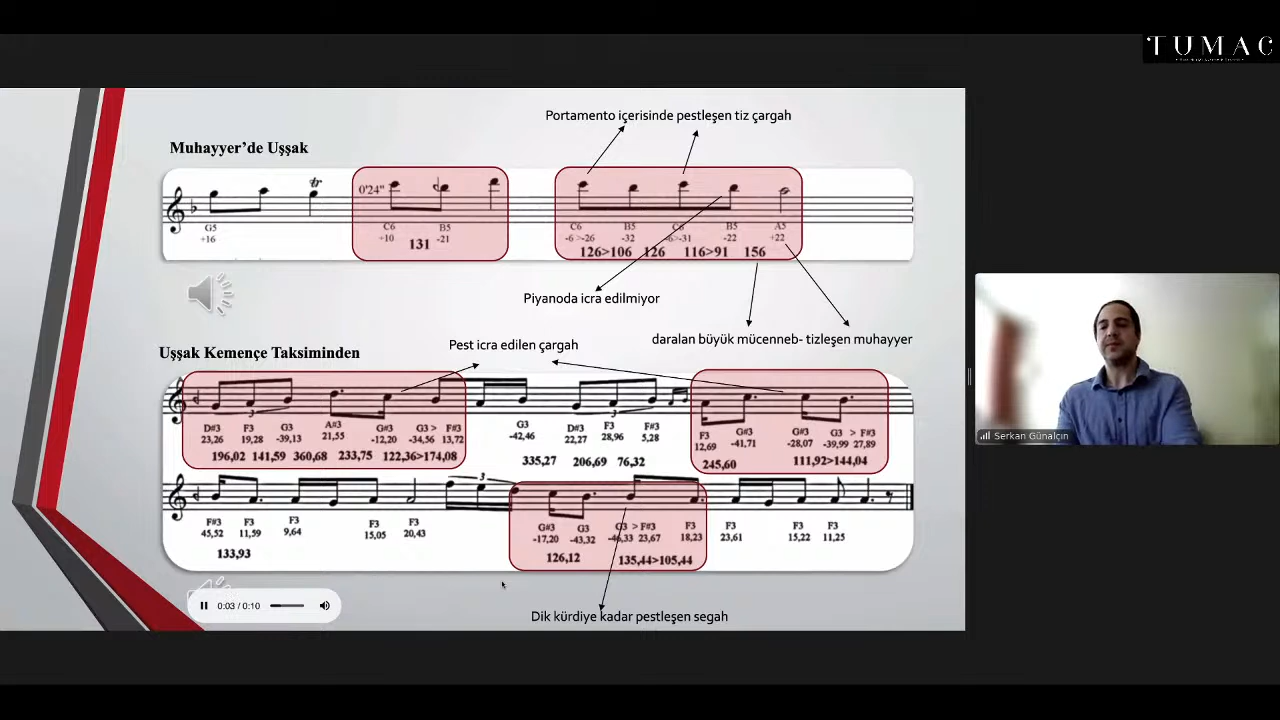 TUMAC
Portamento içerisinde pestleşen tiz çargah
Muhayyer'de Uşşak
tr
0'24"
G5 C6 B5 C6 B5 C6 B5 A5
+16 +10 -21 -6 >-26 -32 -6>-31 -22 +22
131 126>106 126 116>91 156
Piyanoda icra edilmiyor
daralan büyük mücenneb- tizleşen muhayyer
Pest icra edilen çargah
Uşşak Kemençe Taksiminden
3 3
D#3 F3 G3 A#3 G#3 G3 > F#3 G3 D#3 F3 G3 F3 G#3 G#3 G3 > F#3
23,26 19,28 -39,13 21,55 -12,20 -34,56 13,72 -42,46 22,27 28,96 5,28 12,69 -41,71 -28,07 -39,99 27,89
196,02 141,59 360,68 233,75 122,36>174,08 335,27 206,69 76,32 245,60 111,92>144,04
3
F#3 F3 F3 F3 F3 G#3 G3 G3 > F#3 F3 F3 F3 F3
45,52 11,59 9,64 15,05 20,43 -17,20 -43,32 -46,33 23,67 18,23 23,61 15,22 11,25
133,93 126,12 135,44>105,44
0:03 / 0:10
Dik kürdiye kadar pestleşen segah
Serkan Günalçın